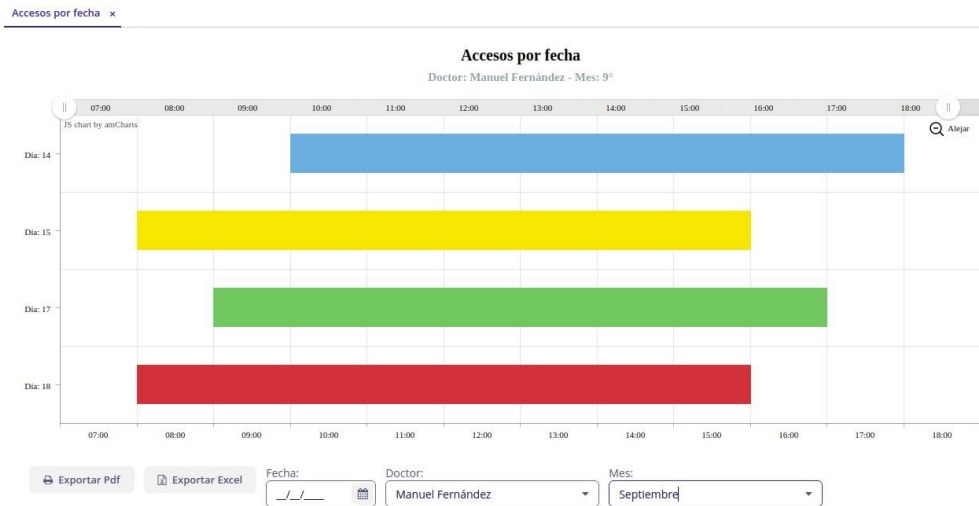 Accesos por fecha ×
Accesos por fecha
Doctor: Manuel Fernández - Mes: 9°
07:00 08:00 09:00 10:00 11:00 12:00 13:00 14:00 15:00 16:00 17:00 18:00
JS chart by amCharts
Alejar
Dia: 14
Dia: 15
Dia: 17
Dia: 18
07:00 08:00 09:00 10:00 11:00 12:00 13:00 14:00 15:00 16:00 17:00 18:00
Fecha: Doctor: Mes:
Exportar Pdf Exportar Excel __/__/____ Manuel Fernández Septiembre